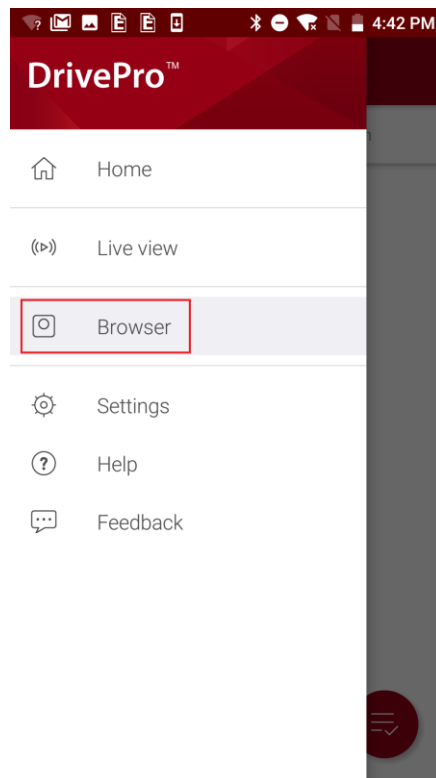 4:42 PM
DrivePro™
Home
Live view
Browser
Settings
Help
Feedback